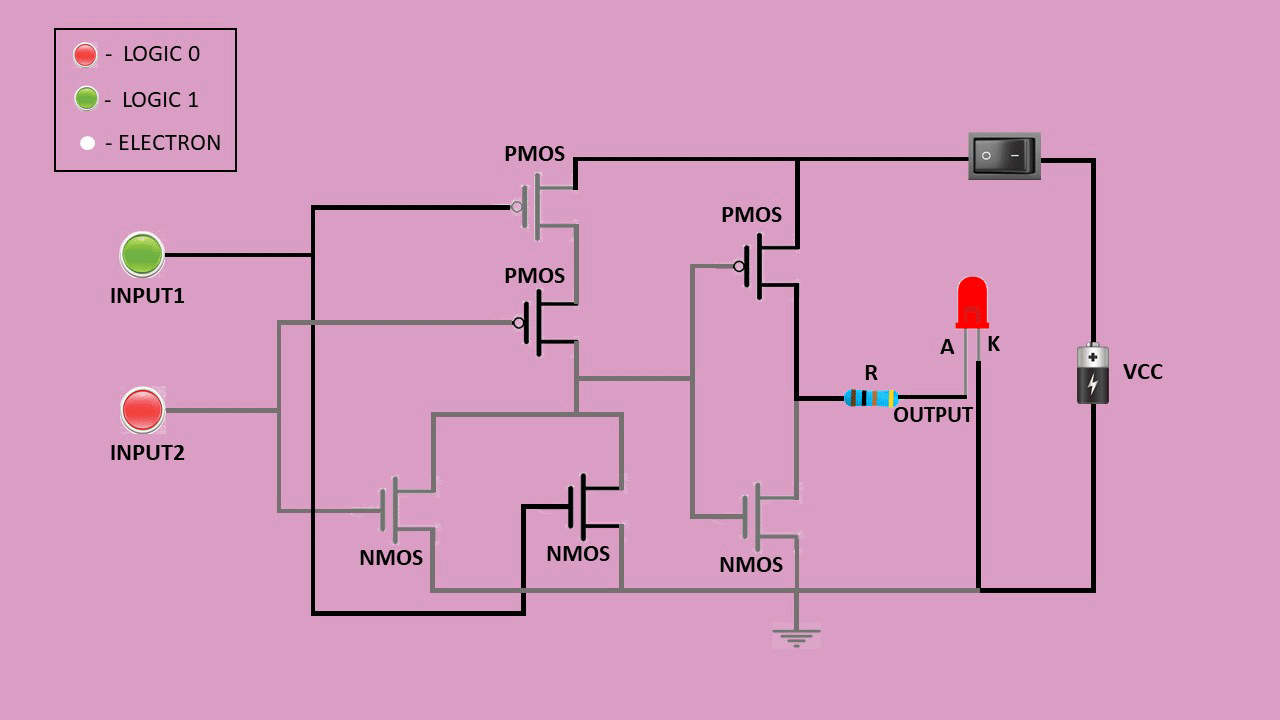 - LOGIC 0
- LOGIC 1
- ELECTRON
PMOS
PMOS
INPUT1
PMOS
A
K
VCC
R
OUTPUT
INPUT2
NMOS
NMOS
NMOS